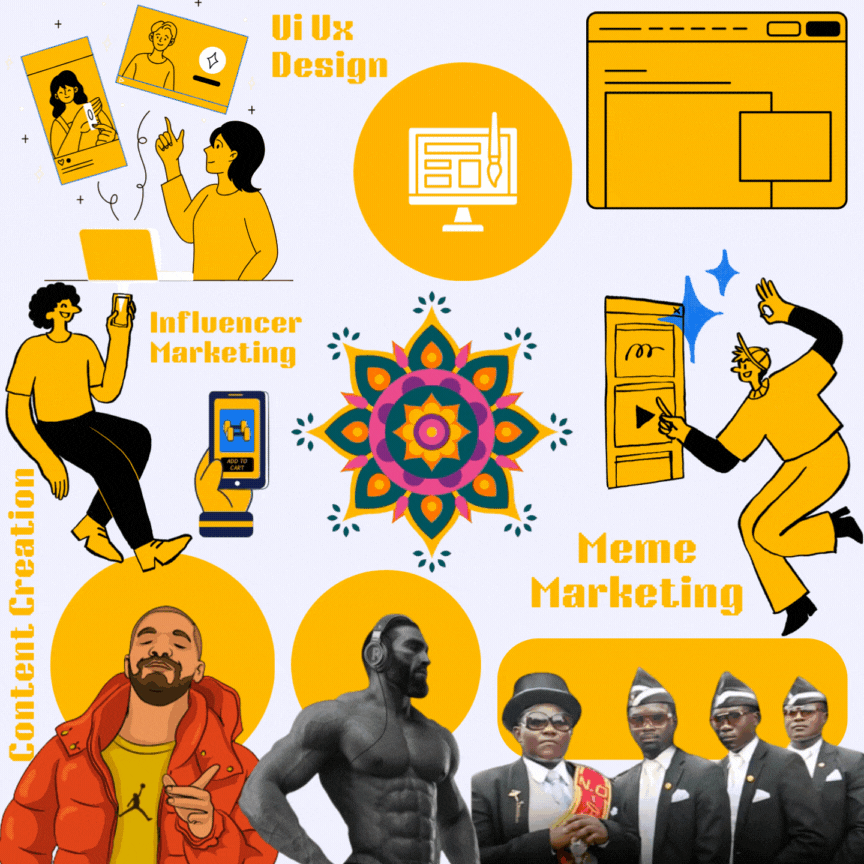 Ui Ux
Design
Influencer
Marketing
ADD TO
CART
Content Creation
Meme
Marketing
N.O